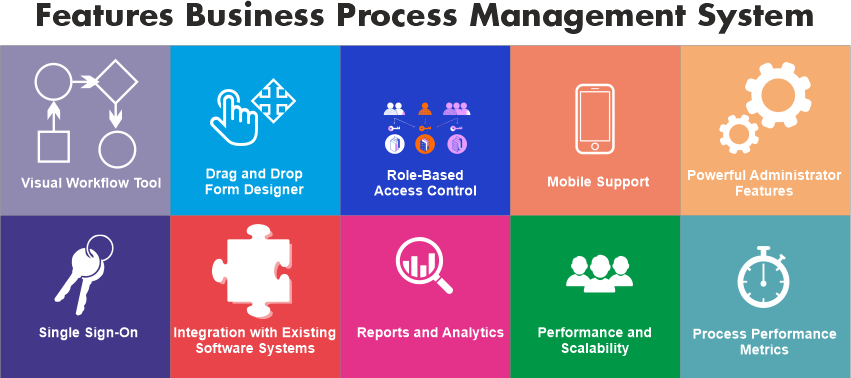 Features Business Process Management System
Visual Workflow Tool
Drag and Drop
Form Designer
Role-Based
Access Control
Mobile Support
Powerful Administrator
Features
Single Sign-On
Integration with Existing
Software Systems
Reports and Analytics
Performance and
Scalability
Process Performance
Metrics